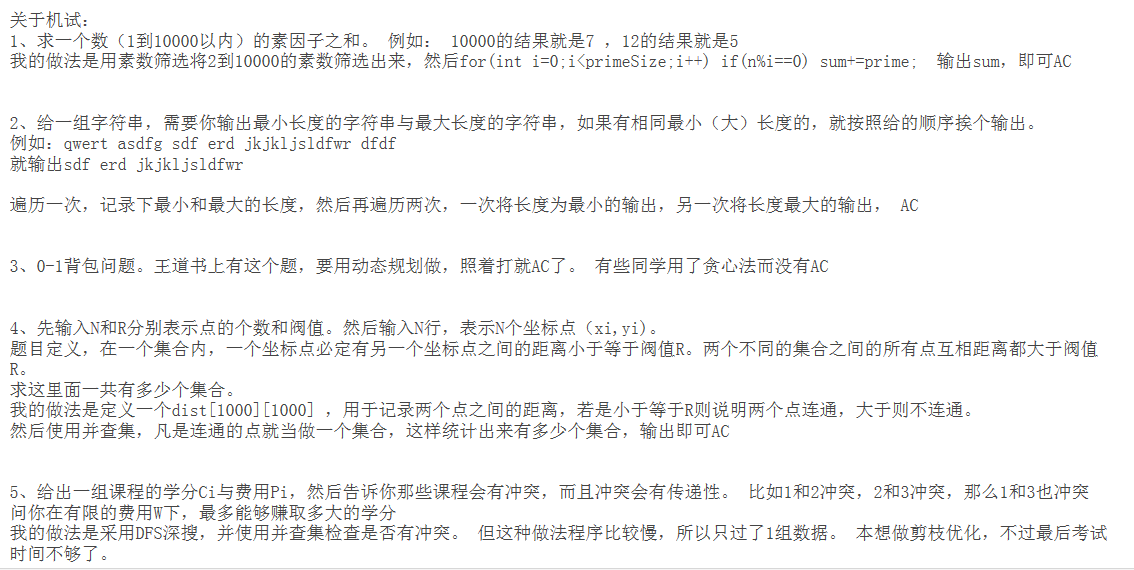 关于机试：
1、求一个数（1到10000以内）的素因子之和。 例如： 10000的结果就是7 ，12的结果就是5
我的做法是用素数筛选将2到10000的素数筛选出来，然后for(int i=0;i<primeSize;i++) if(n%i==0) sum+=prime;  输出sum，即可AC
2、给一组字符串，需要你输出最小长度的字符串与最大长度的字符串，如果有相同最小（大）长度的，就按照给的顺序挨个输出。
例如：qwert asdfg sdf erd jkjkljsldfwr dfdf
就输出sdf erd jkjkljsldfwr
遍历一次，记录下最小和最大的长度，然后再遍历两次，一次将长度为最小的输出，另一次将长度最大的输出， AC
3、0-1背包问题。王道书上有这个题，要用动态规划做，照着打就AC了。 有些同学用了贪心法而没有AC
4、先输入N和R分别表示点的个数和阀值。然后输入N行，表示N个坐标点（xi,yi)。
题目定义，在一个集合内，一个坐标点必定有另一个坐标点之间的距离小于等于阀值R。两个不同的集合之间的所有点互相距离都大于阀值
R。
求这里面一共有多少个集合。
我的做法是定义一个dist[1000][1000] ，用于记录两个点之间的距离，若是小于等于R则说明两个点连通，大于则不连通。
然后使用并查集，凡是连通的点就当做一个集合，这样统计出来有多少个集合，输出即可AC
5、给出一组课程的学分Ci与费用Pi，然后告诉你那些课程会有冲突，而且冲突会有传递性。 比如1和2冲突，2和3冲突，那么1和3也冲突
问你在有限的费用W下，最多能够赚取多大的学分
我的做法是采用DFS深搜，并使用并查集检查是否有冲突。 但这种做法程序比较慢，所以只过了1组数据。 本想做剪枝优化，不过最后考试
时间不够了。